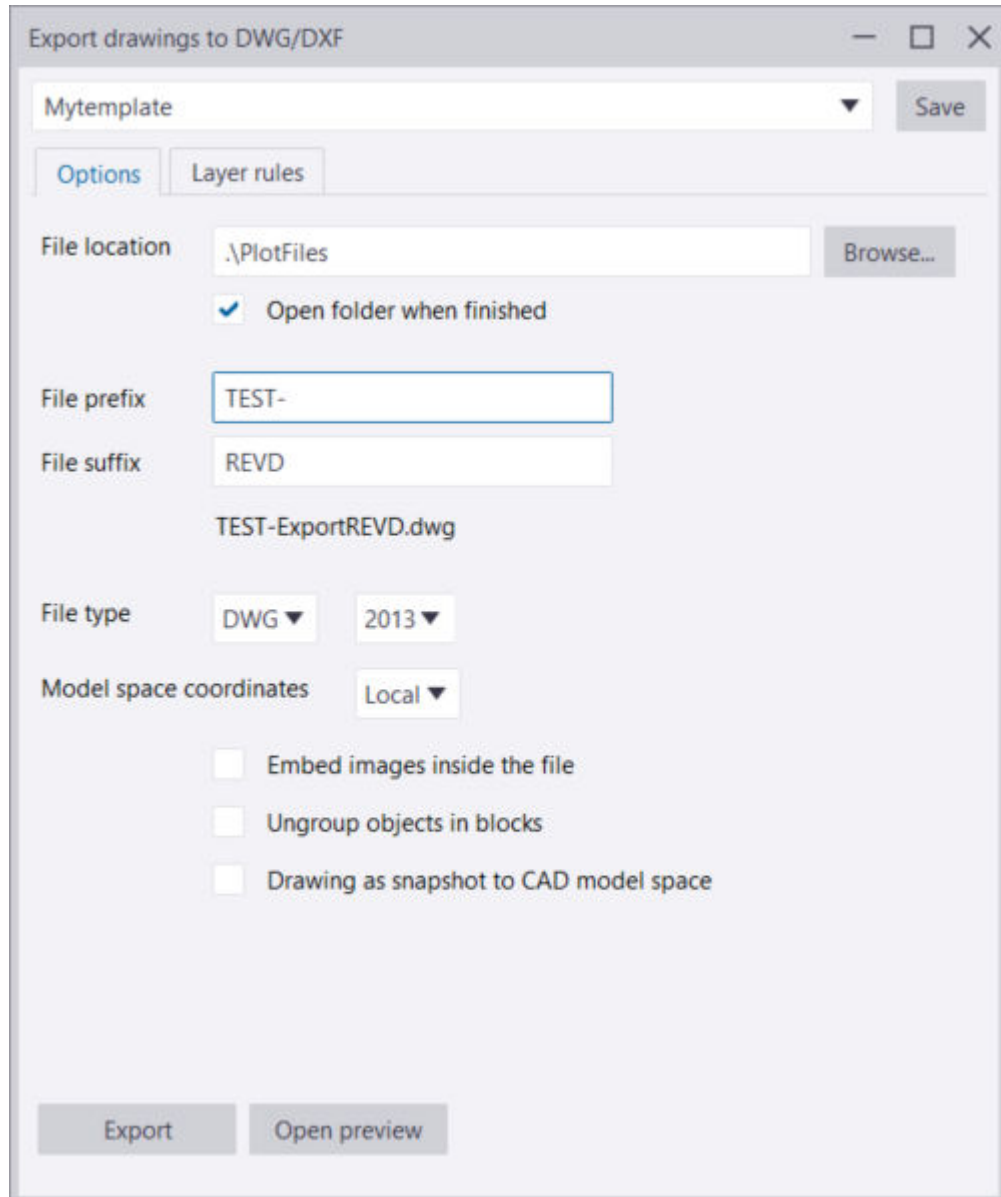 Export drawings to DWG/DXF
Mytemplate Save
Options Layer rules
File location .\PlotFiles Browse...
Open folder when finished
File prefix TEST-
File suffix REVD
TEST-ExportREVD.dwg
File type DWG 2013
Model space coordinates Local
Embed images inside the file
Ungroup objects in blocks
Drawing as snapshot to CAD model space
Export Open preview